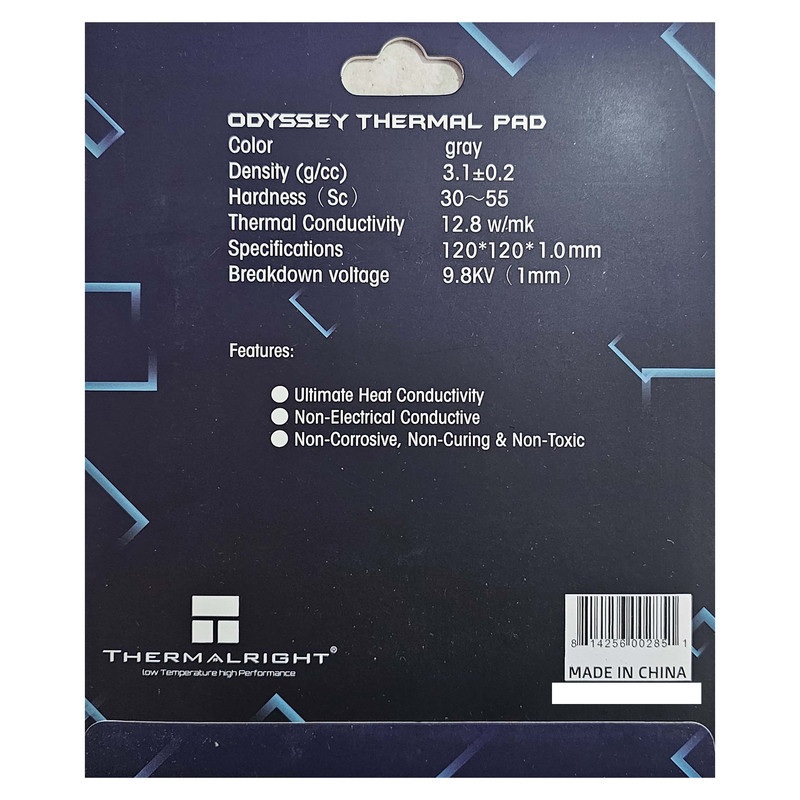 ODYSSEY THERMAL PAD
Color gray
Density (g/cc) 3.1±0.2
Hardness（Sc） 30～55
Thermal Conductivity 12.8 w/mk
Specifications 120*120*1.0mm
Breakdown voltage 9.8KV（1mm）
Features:
Ultimate Heat Conductivity
Non-Electrical Conductive
Non-Corrosive, Non-Curing & Non-Toxic
THERMALRIGHT®
low Temperature high Performance
8 14256 00285 1
MADE IN CHINA